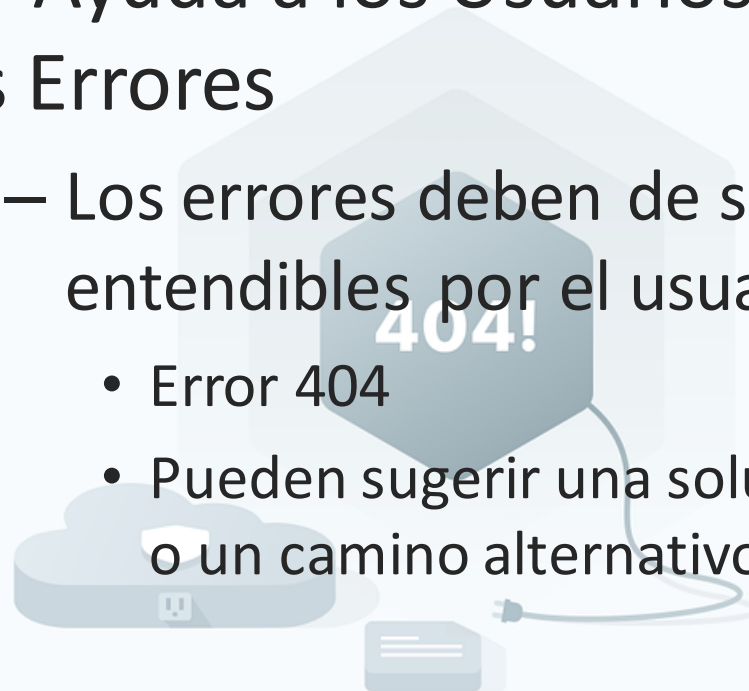 Ayuda a los Usuarios
s Errores
– Los errores deben de s
entendibles por el usua
404!
• Error 404
• Pueden sugerir una solu
o un camino alternativo